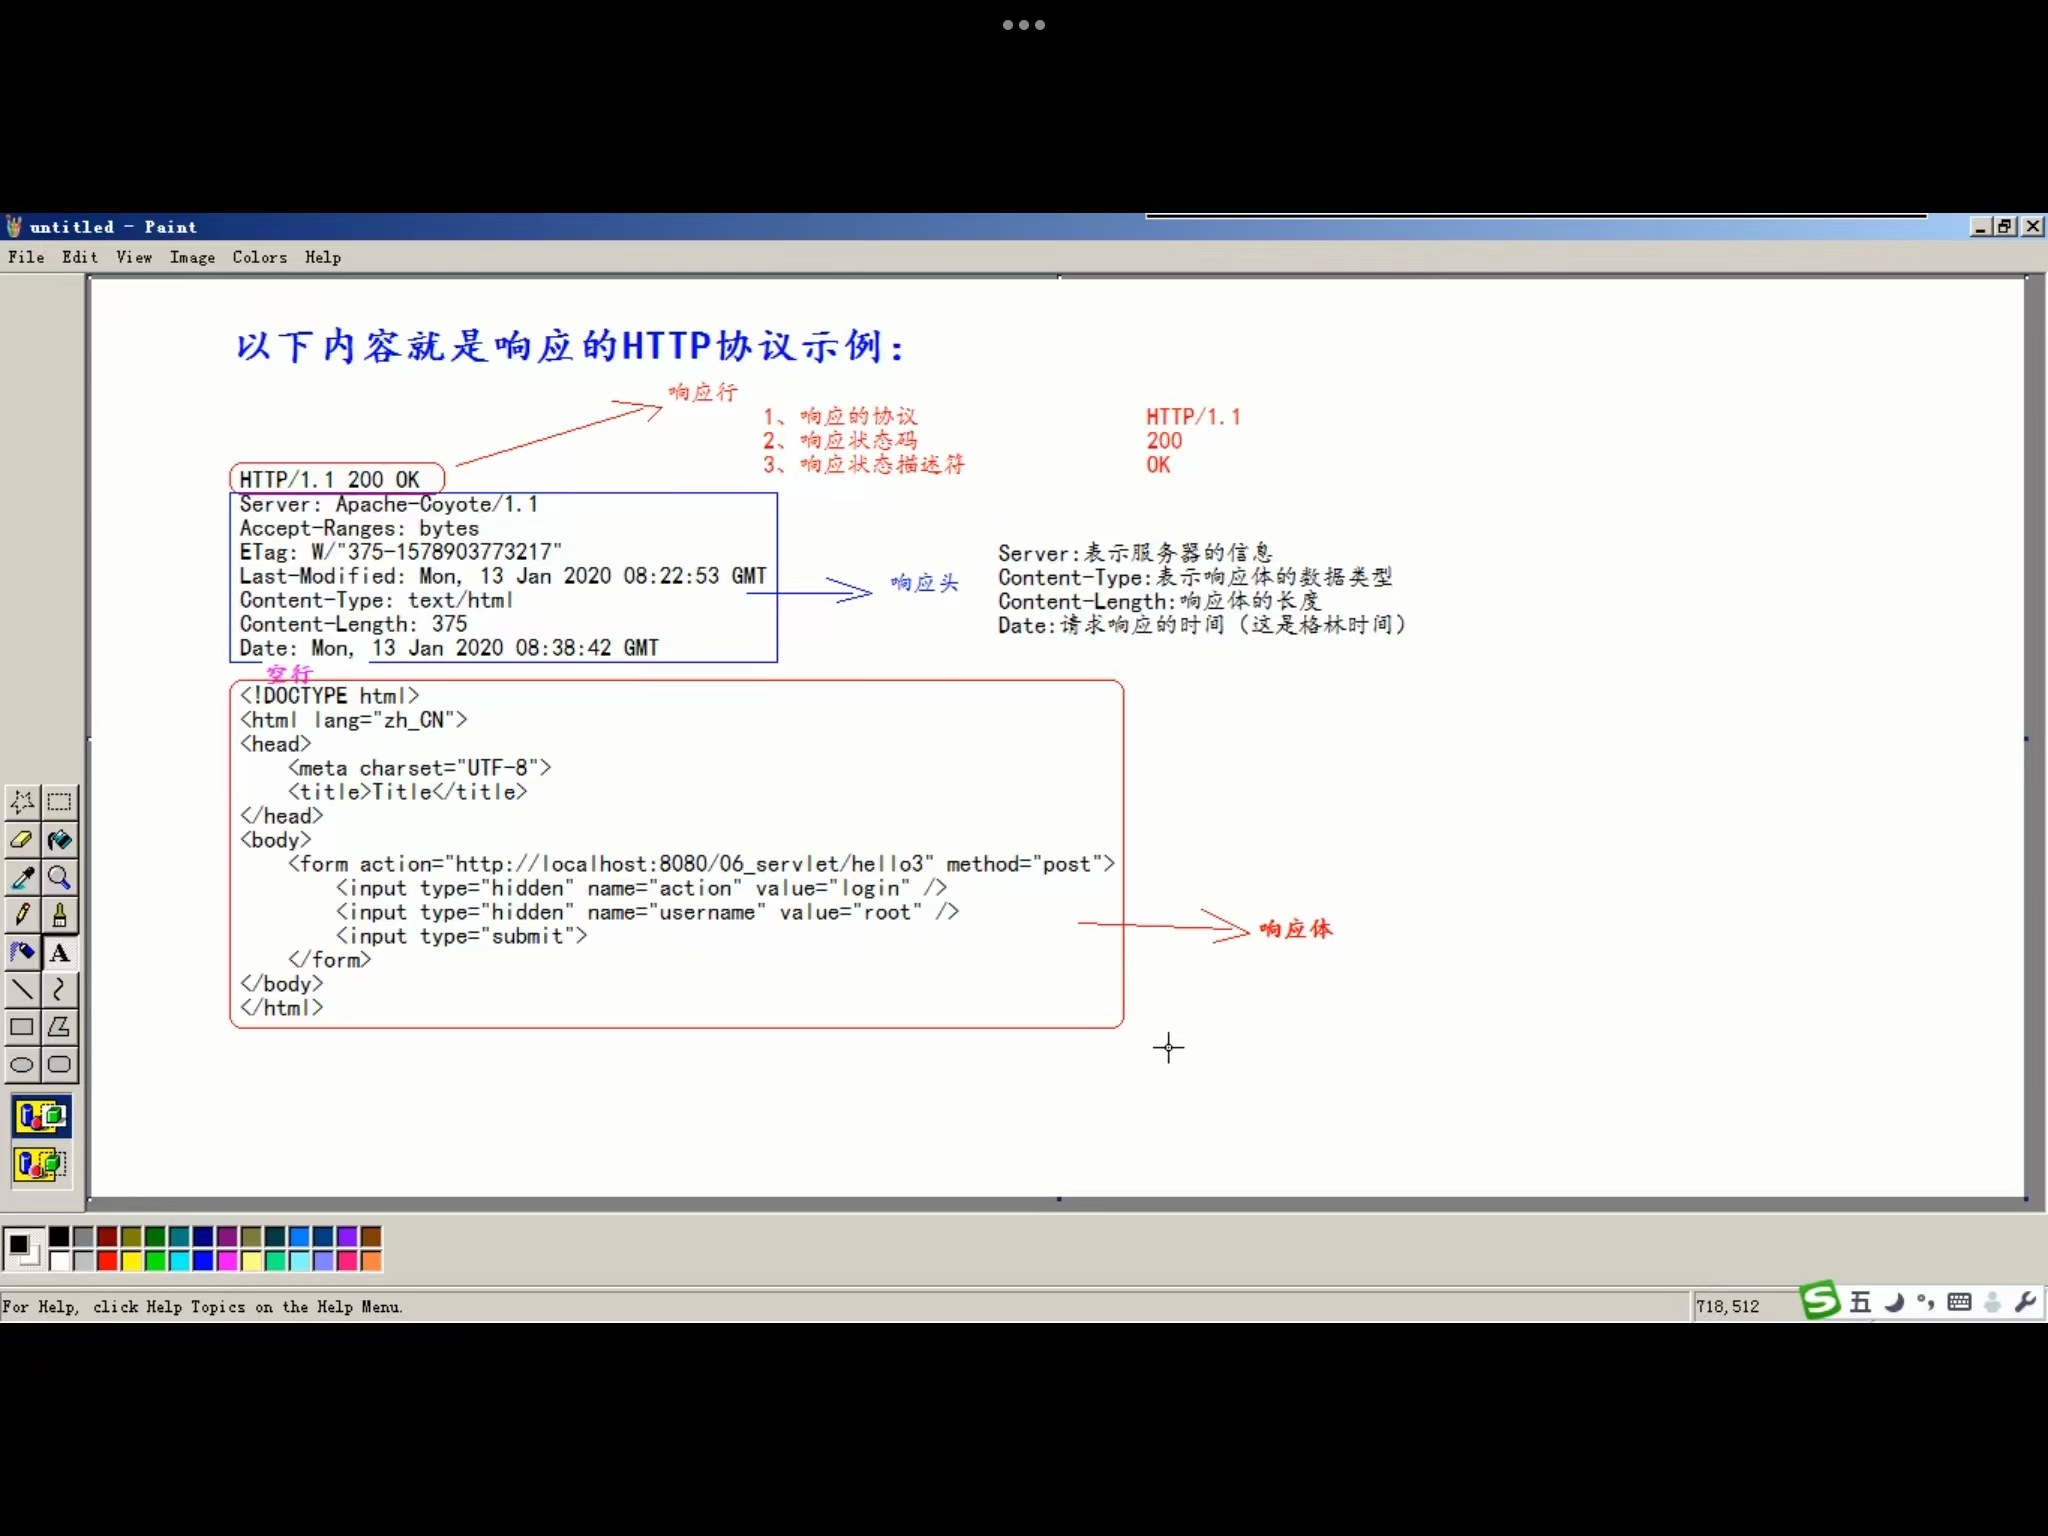 untitled - Paint
File Edit View Image Colors Help
以下内容就是响应的HTTP协议示例：
响应行
1、响应的协议 HTTP/1.1
2、响应状态码 200
3、响应状态描述符 OK
HTTP/1.1 200 OK
Server: Apache-Coyote/1.1
Accept-Ranges: bytes
ETag: W/"375-1578903773217"
Last-Modified: Mon, 13 Jan 2020 08:22:53 GMT
Content-Type: text/html
Content-Length: 375
Date: Mon, 13 Jan 2020 08:38:42 GMT
响应头
Server:表示服务器的信息
Content-Type:表示响应体的数据类型
Content-Length:响应体的长度
Date:请求响应的时间（这是格林时间）
空行
<!DOCTYPE html>
<html lang="zh_CN">
<head>
    <meta charset="UTF-8">
    <title>Title</title>
</head>
<body>
    <form action="http://localhost:8080/06_servlet/hello3" method="post">
        <input type="hidden" name="action" value="login" />
        <input type="hidden" name="username" value="root" />
        <input type="submit">
    </form>
</body>
</html>
响应体
A
For Help, click Help Topics on the Help Menu.
718,512
S 五